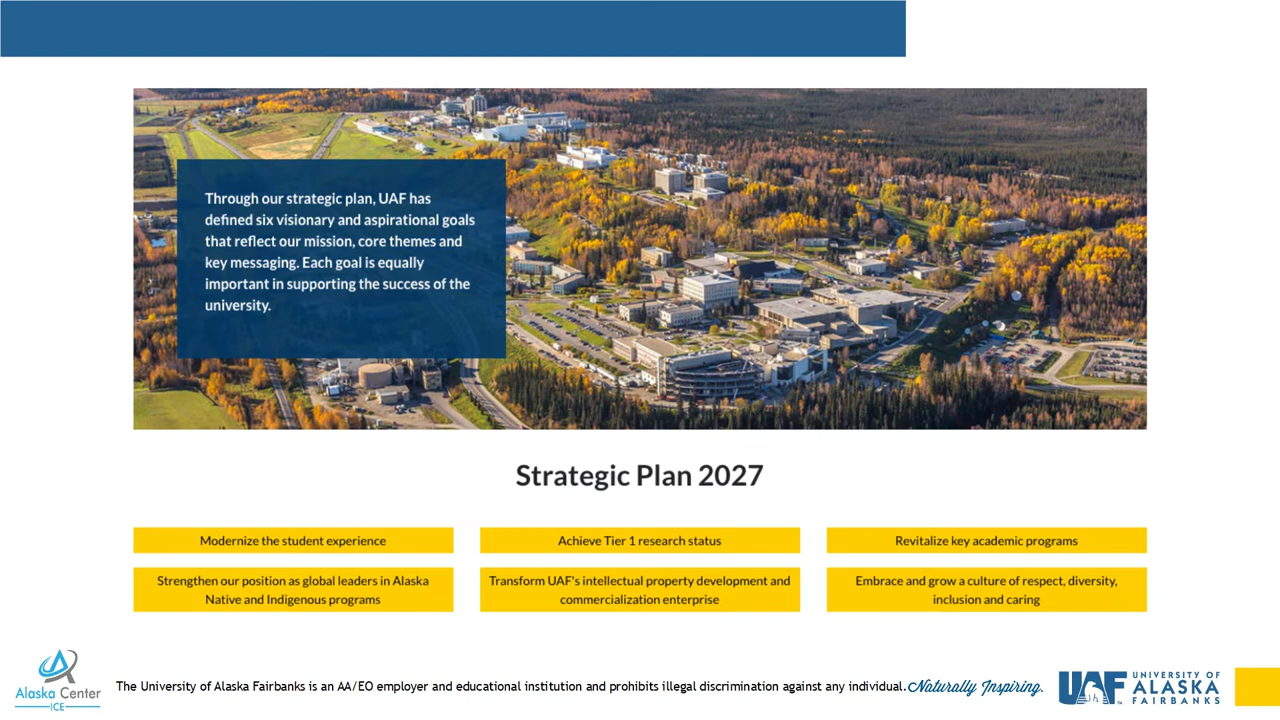 Through our strategic plan, UAF has
defined six visionary and aspirational goals
that reflect our mission, core themes and
key messaging. Each goal is equally
important in supporting the success of the
university.
Strategic Plan 2027
Modernize the student experience
Achieve Tier 1 research status
Revitalize key academic programs
Strengthen our position as global leaders in Alaska
Native and Indigenous programs
Transform UAF's intellectual property development and
commercialization enterprise
Embrace and grow a culture of respect, diversity,
inclusion and caring
Alaska Center
ICE
The University of Alaska Fairbanks is an AA/EO employer and educational institution and prohibits illegal discrimination against any individual.
Naturally Inspiring.
UAF
UNIVERSITY OF
ALASKA
FAIRBANKS